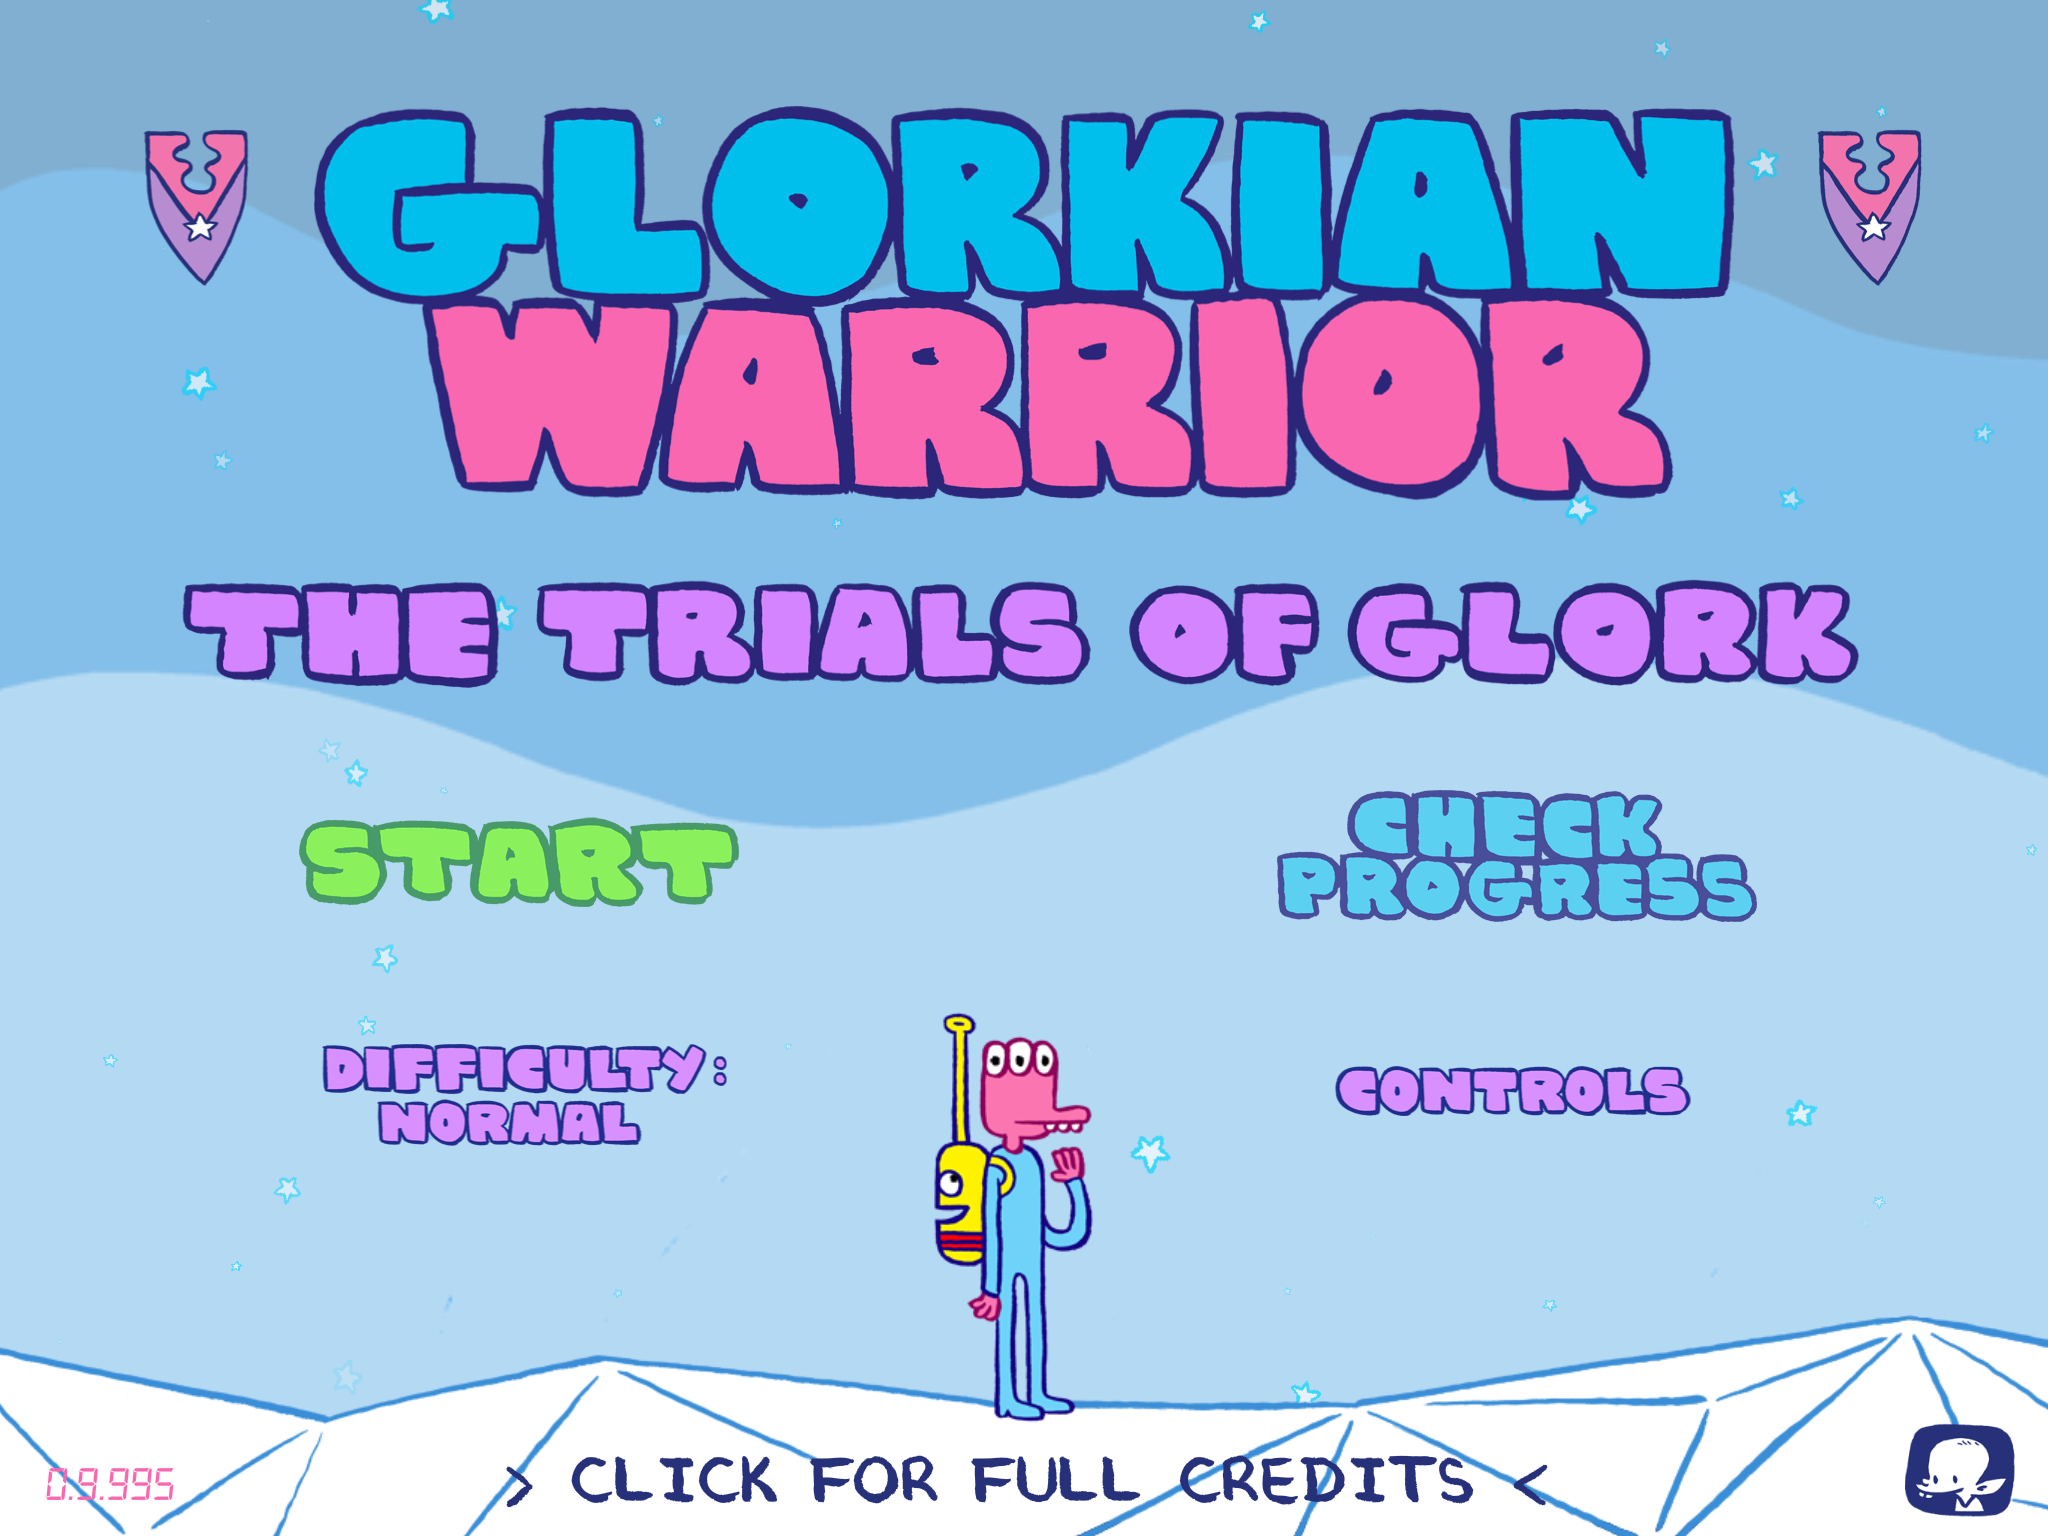 GLORKIAN
WARRIOR
THE TRIALS OF GLORK
START
CHECK
PROGRESS
DIFFICULTY:
NORMAL
CONTROLS
> CLICK FOR FULL CREDITS <
0.9.995